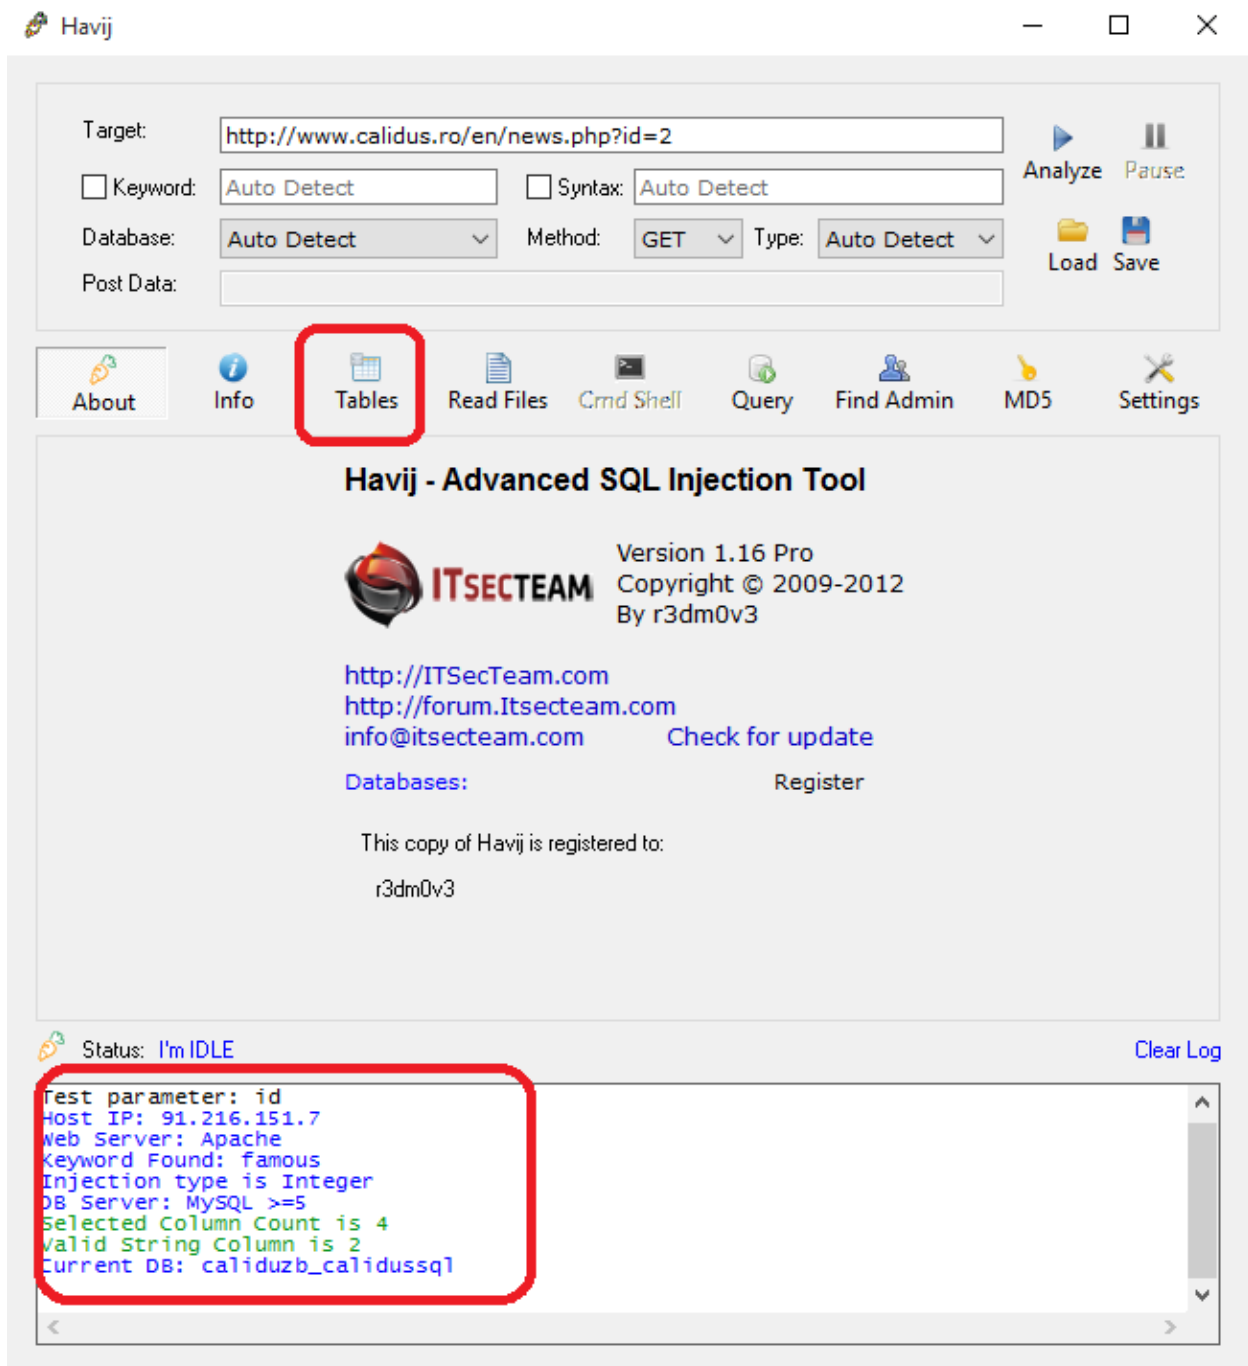 Havij
Target: http://www.calidus.ro/en/news.php?id=2
Analyze Pause
Keyword: Auto Detect Syntax: Auto Detect
Database: Auto Detect Method: GET Type: Auto Detect
Load Save
Post Data:
About Info Tables Read Files Cmd Shell Query Find Admin MD5 Settings
Havij - Advanced SQL Injection Tool
ITSECTEAM
Version 1.16 Pro
Copyright © 2009-2012
By r3dm0v3
http://ITSecTeam.com
http://forum.Itsecteam.com
info@itsecteam.com Check for update
Databases: Register
This copy of Havij is registered to:
r3dm0v3
Status: I'm IDLE Clear Log
Test parameter: id
Host IP: 91.216.151.7
Web Server: Apache
Keyword Found: famous
Injection type is Integer
DB Server: MySQL >=5
Selected Column Count is 4
Valid String Column is 2
Current DB: caliduzb_calidussql